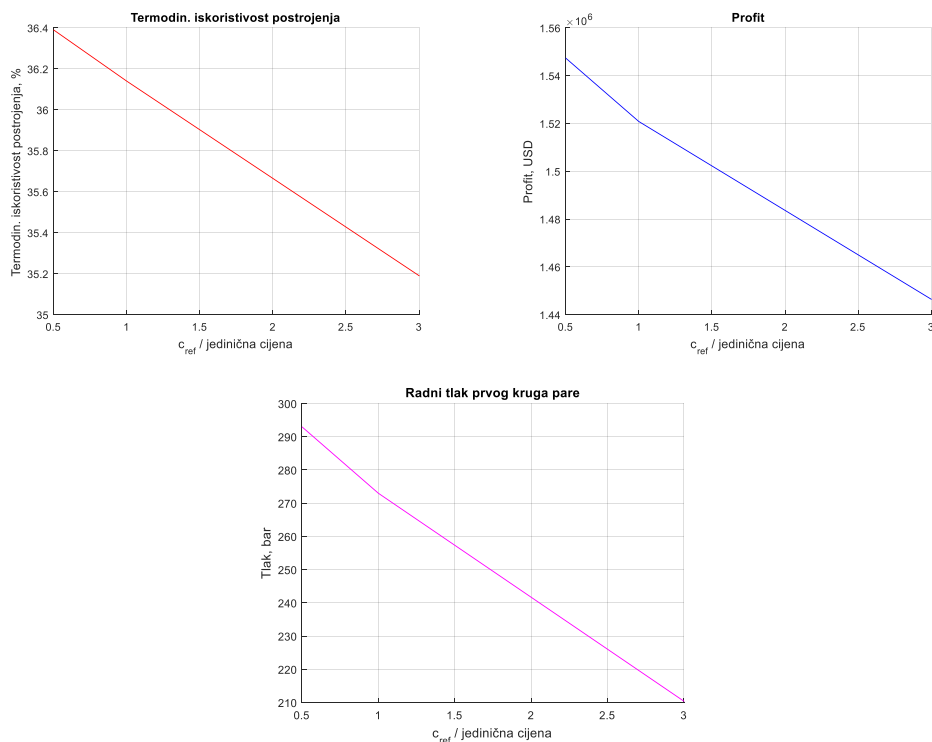 Termodin. iskoristivost postrojenja
Termodin. iskoristivost postrojenja, %
36.4
36.2
36
35.8
35.6
35.4
35.2
35
0.5 1 1.5 2 2.5 3
c_ref / jedinična cijena
Profit
×10^6
Profit, USD
1.56
1.54
1.52
1.5
1.48
1.46
1.44
0.5 1 1.5 2 2.5 3
c_ref / jedinična cijena
Radni tlak prvog kruga pare
Tlak, bar
300
290
280
270
260
250
240
230
220
210
0.5 1 1.5 2 2.5 3
c_ref / jedinična cijena